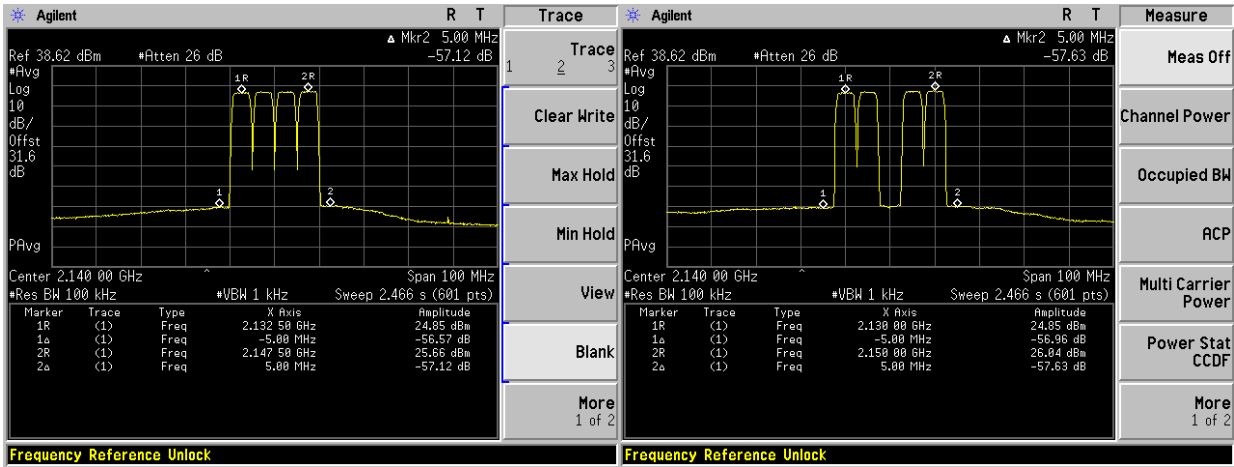 Agilent R T Trace
Δ Mkr2 5.00 MHz
Ref 38.62 dBm #Atten 26 dB -57.12 dB
#Avg
Log
10
dB/
Offst
31.6
dB
1R 2R
1 2
PAvg
Center 2.140 00 GHz ^ Span 100 MHz
#Res BW 100 kHz #VBW 1 kHz Sweep 2.466 s (601 pts)
Marker Trace Type X Axis Amplitude
1R (1) Freq 2.132 50 GHz 24.85 dBm
1Δ (1) Freq -5.00 MHz -56.57 dB
2R (1) Freq 2.147 50 GHz 25.66 dBm
2Δ (1) Freq 5.00 MHz -57.12 dB
Trace
1 2 3
Clear Write
Max Hold
Min Hold
View
Blank
More
1 of 2
Frequency Reference Unlock
Agilent R T Measure
Δ Mkr2 5.00 MHz
Ref 38.62 dBm #Atten 26 dB -57.63 dB
#Avg
Log
10
dB/
Offst
31.6
dB
1R 2R
1 2
PAvg
Center 2.140 00 GHz ^ Span 100 MHz
#Res BW 100 kHz #VBW 1 kHz Sweep 2.466 s (601 pts)
Marker Trace Type X Axis Amplitude
1R (1) Freq 2.130 00 GHz 24.85 dBm
1Δ (1) Freq -5.00 MHz -56.96 dB
2R (1) Freq 2.150 00 GHz 26.04 dBm
2Δ (1) Freq 5.00 MHz -57.63 dB
Meas Off
Channel Power
Occupied BW
ACP
Multi Carrier
Power
Power Stat
CCDF
More
1 of 2
Frequency Reference Unlock